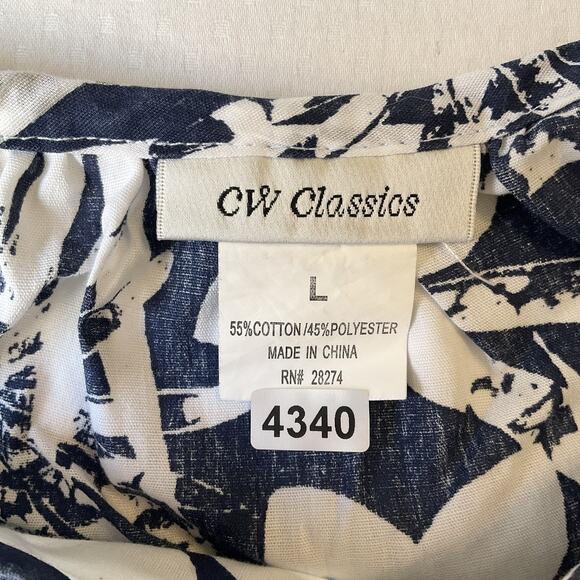 CW Classics
L
55%COTTON/45%POLYESTER
MADE IN CHINA
RN# 28274
4340